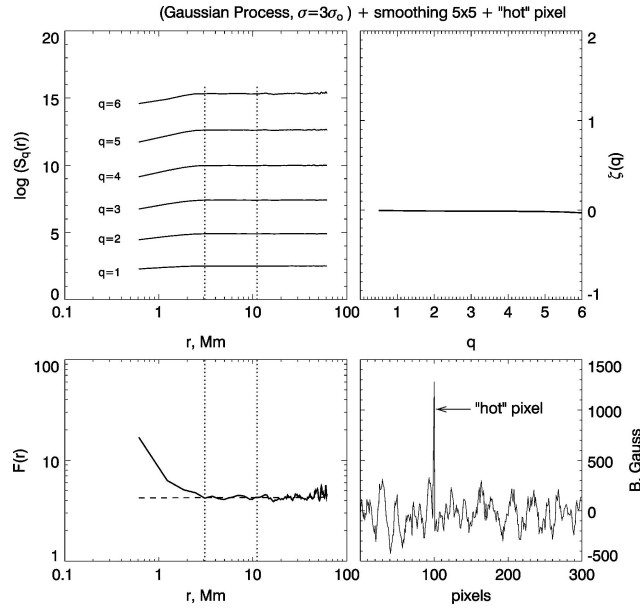 (Gaussian Process, σ=3σₒ) + smoothing 5x5 + "hot" pixel
log (S_q(r))
15
10
5
0
q=6
q=5
q=4
q=3
q=2
q=1
0.1
1
10
100
r, Mm
2
1
0
-1
ζ(q)
1
2
3
4
5
6
q
F(r)
100
10
1
0.1
1
10
100
r, Mm
"hot" pixel
1500
1000
500
0
-500
B, Gauss
0
100
200
300
pixels